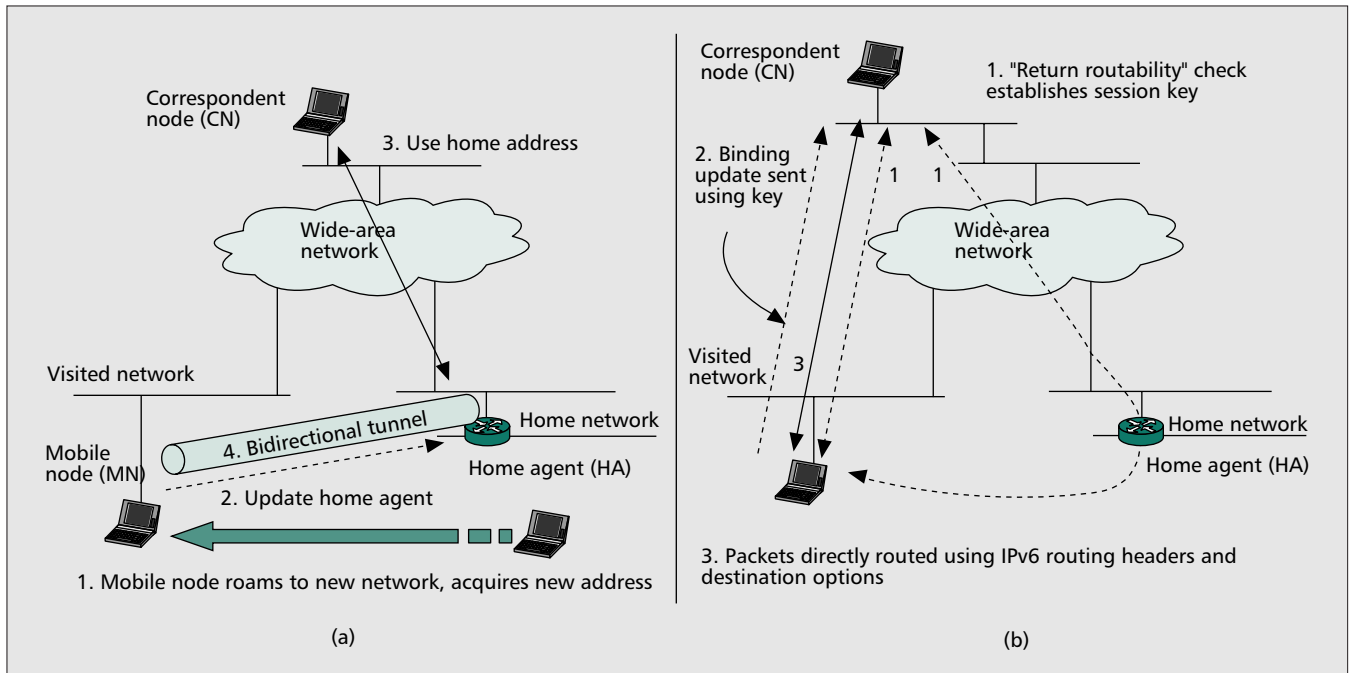 Correspondent
node (CN)
3. Use home address
Wide-area
network
Visited network
4. Bidirectional tunnel
Home network
Mobile
node (MN)
Home agent (HA)
2. Update home agent
1. Mobile node roams to new network, acquires new address
(a)
Correspondent
node (CN)
1. "Return routability" check
establishes session key
2. Binding
update sent
using key
1
1
Wide-area
network
Visited
network
3
Home network
Home agent (HA)
3. Packets directly routed using IPv6 routing headers and
destination options
(b)